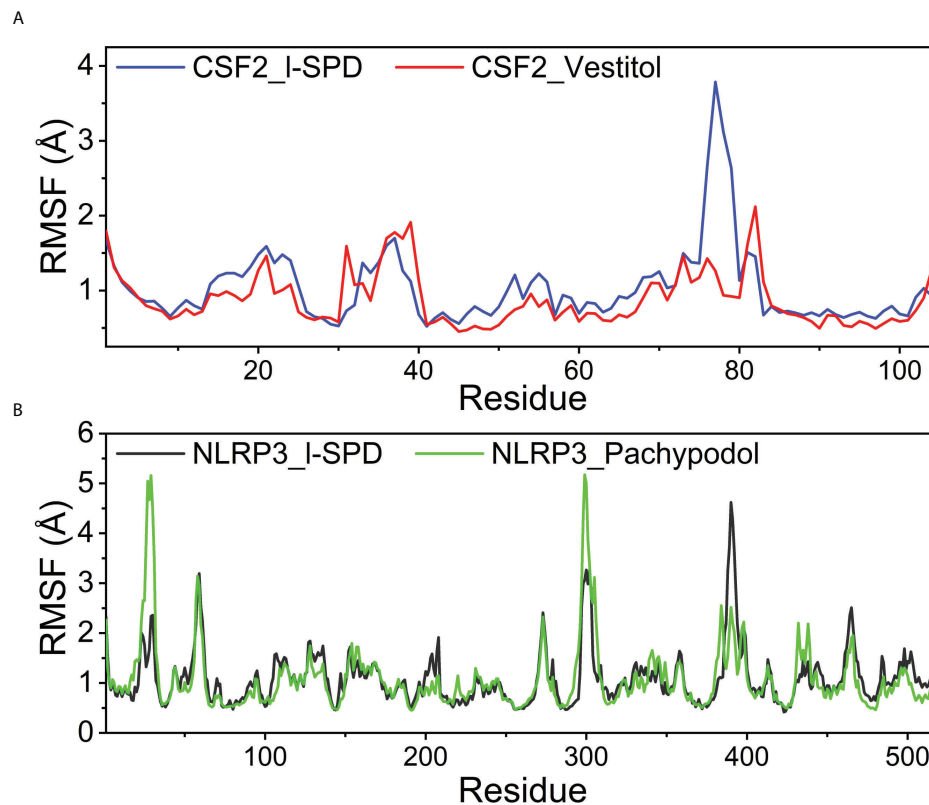 A
CSF2_l-SPD CSF2_Vestitol
4
3
2
1
RMSF (Å)
20 40 60 80 100
Residue
B
NLRP3_l-SPD NLRP3_Pachypodol
6
5
4
3
2
1
0
RMSF (Å)
100 200 300 400 500
Residue